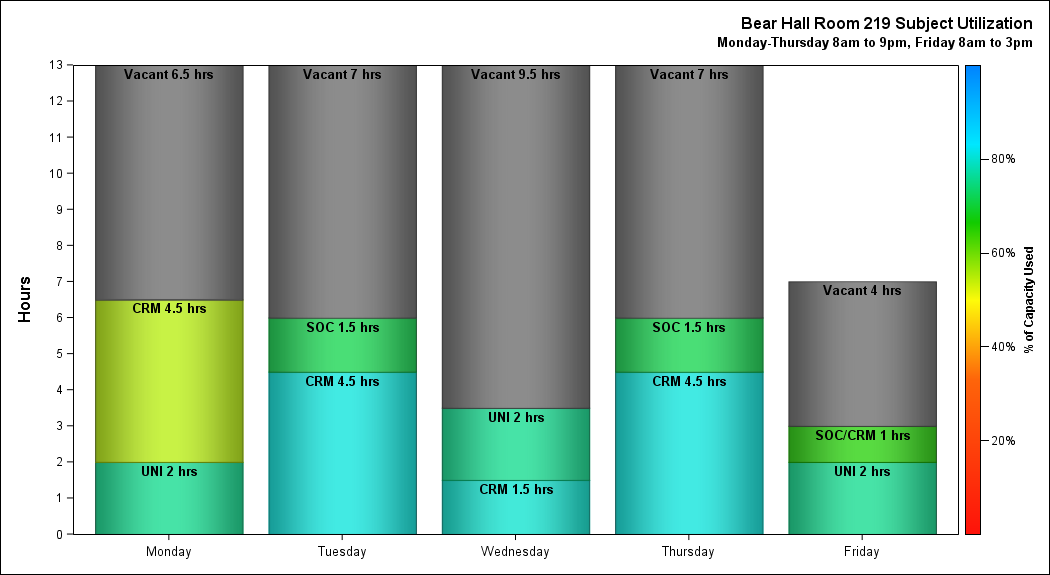 Bear Hall Room 219 Subject Utilization
Monday-Thursday 8am to 9pm, Friday 8am to 3pm
Hours
13
12
11
10
9
8
7
6
5
4
3
2
1
0
Vacant 6.5 hrs
CRM 4.5 hrs
UNI 2 hrs
Vacant 7 hrs
SOC 1.5 hrs
CRM 4.5 hrs
Vacant 9.5 hrs
UNI 2 hrs
CRM 1.5 hrs
Vacant 7 hrs
SOC 1.5 hrs
CRM 4.5 hrs
Vacant 4 hrs
SOC/CRM 1 hrs
UNI 2 hrs
Monday
Tuesday
Wednesday
Thursday
Friday
80%
60%
40%
20%
% of Capacity Used